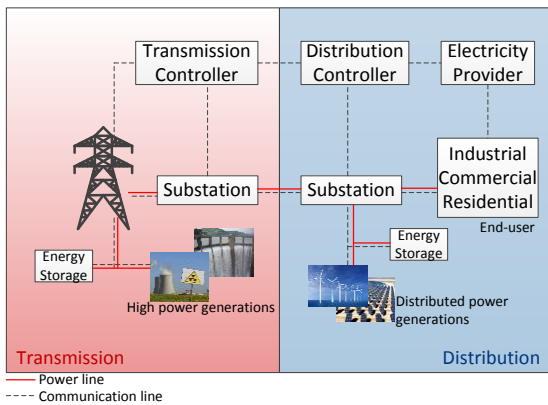 Transmission
Controller
Distribution
Controller
Electricity
Provider
Substation
Substation
Industrial
Commercial
Residential
End-user
Energy
Storage
Energy
Storage
High power generations
Distributed power
generations
Transmission
Distribution
Power line
Communication line